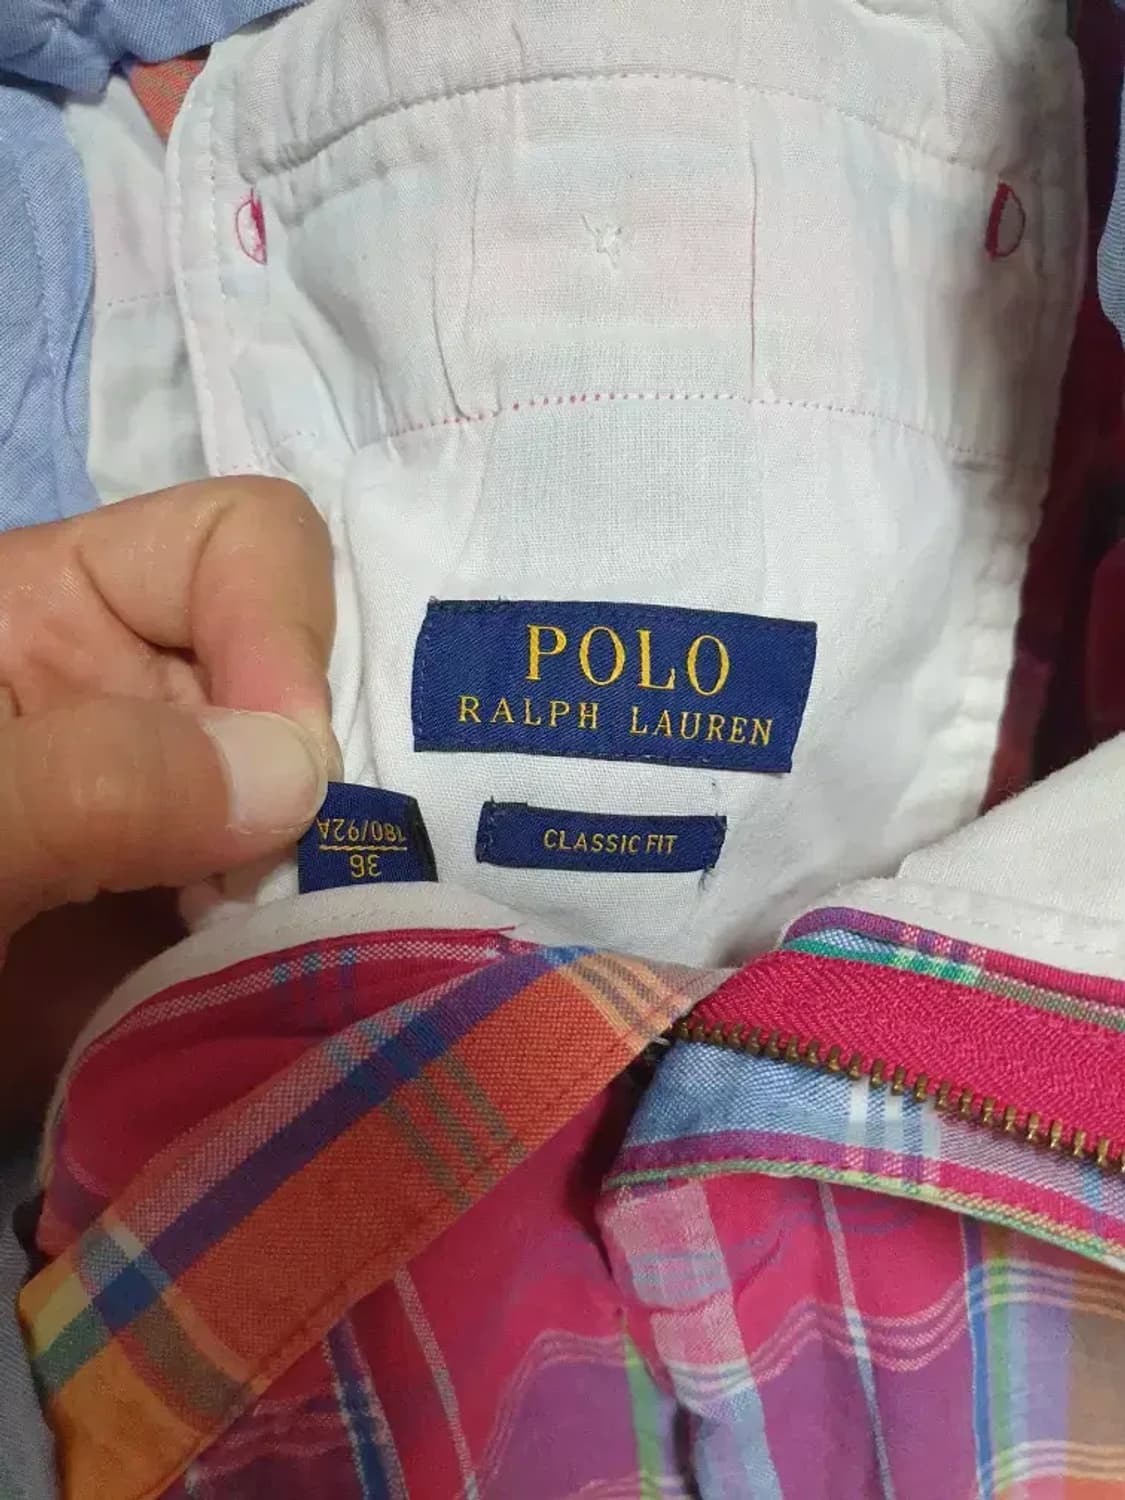 POLO
RALPH LAUREN
CLASSIC FIT
36
180/92A